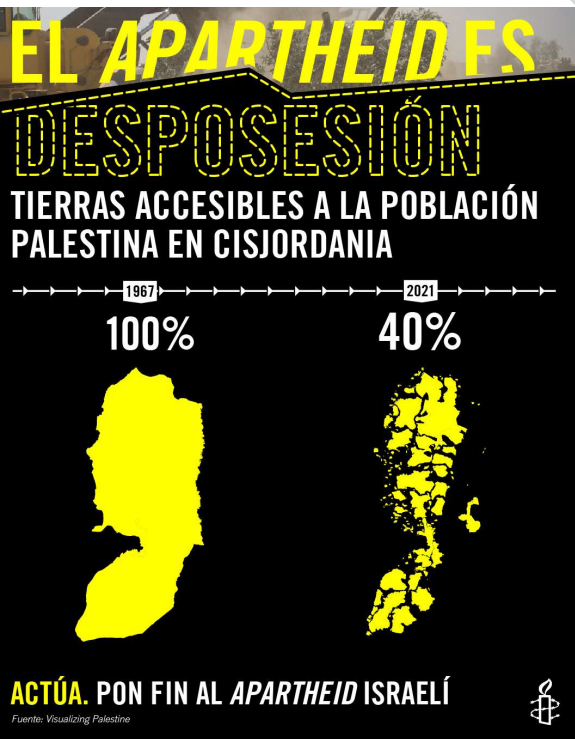 EL APARTHEID ES
DESPOSESIÓN
TIERRAS ACCESIBLES A LA POBLACIÓN
PALESTINA EN CISJORDANIA
1967 2021
100% 40%
ACTÚA. PON FIN AL APARTHEID ISRAELÍ
Fuente: Visualizing Palestine